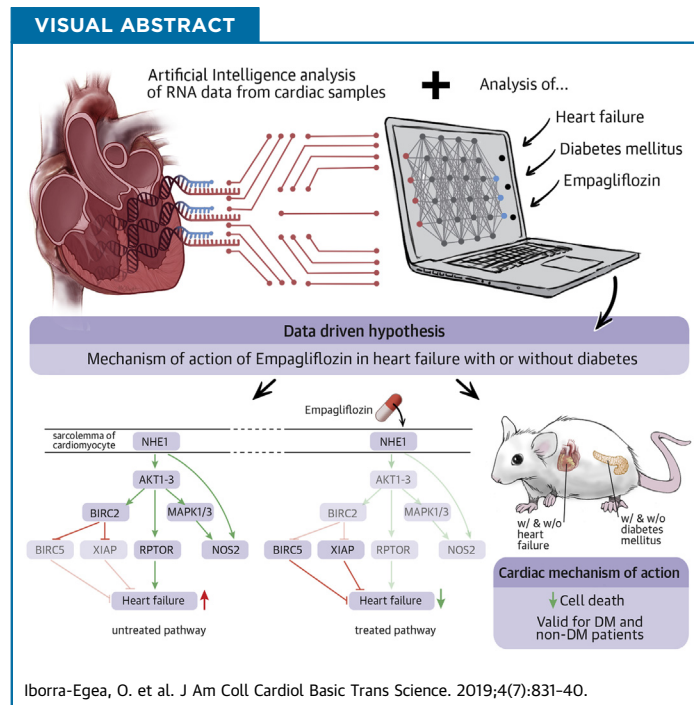 VISUAL ABSTRACT
Artificial Intelligence analysis
of RNA data from cardiac samples
+
Analysis of...
Heart failure
Diabetes mellitus
Empagliflozin
Data driven hypothesis
Mechanism of action of Empagliflozin in heart failure with or without diabetes
sarcolemma of
cardiomyocyte
NHE1
AKT1-3
BIRC2
MAPK1/3
BIRC5
XIAP
RPTOR
NOS2
Heart failure
untreated pathway
Empagliflozin
NHE1
AKT1-3
BIRC2
MAPK1/3
BIRC5
XIAP
RPTOR
NOS2
Heart failure
treated pathway
w/ & w/o
heart
failure
w/ & w/o
diabetes
mellitus
Cardiac mechanism of action
Cell death
Valid for DM and
non-DM patients
Iborra-Egea, O. et al. J Am Coll Cardiol Basic Trans Science. 2019;4(7):831–40.